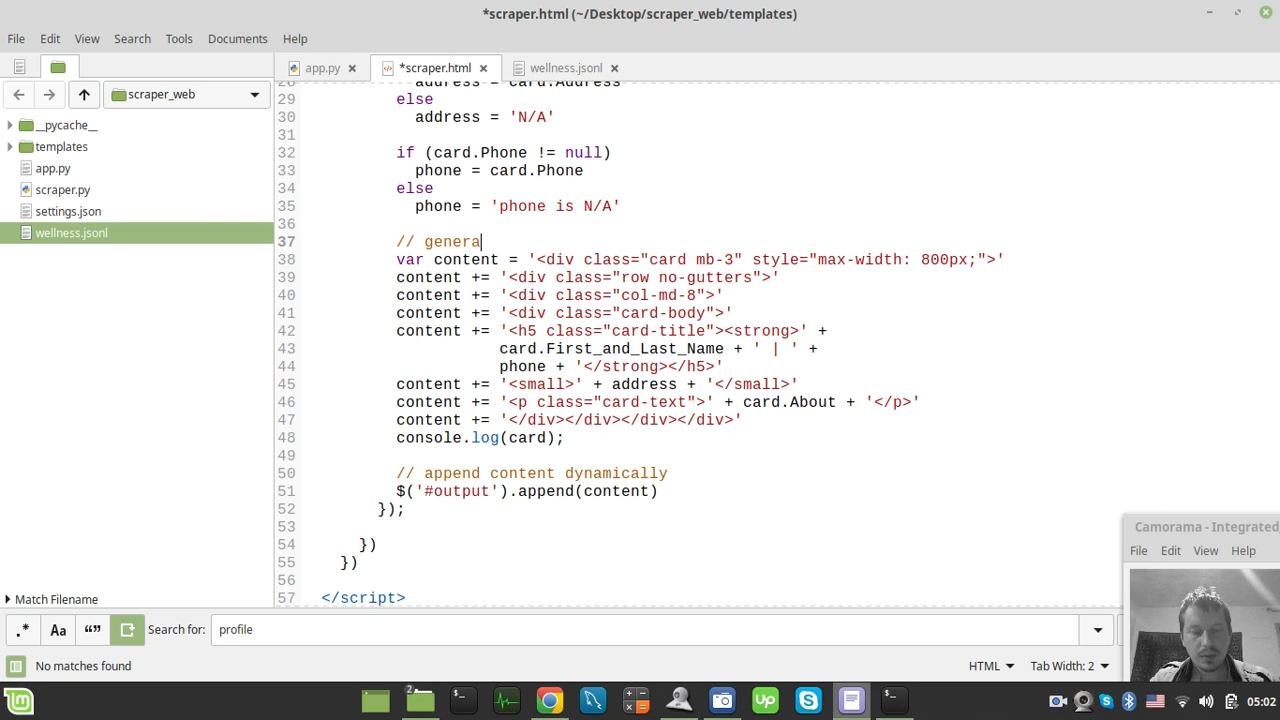 *scraper.html (~/Desktop/scraper_web/templates)
File Edit View Search Tools Documents Help
app.py *scraper.html wellness.jsonl
scraper_web
__pycache__
templates
app.py
scraper.py
settings.json
wellness.jsonl
Match Filename
28 address = card.Address
29 else
30 address = 'N/A'
31
32 if (card.Phone != null)
33 phone = card.Phone
34 else
35 phone = 'phone is N/A'
36
37 // genera
38 var content = '<div class="card mb-3" style="max-width: 800px;">'
39 content += '<div class="row no-gutters">'
40 content += '<div class="col-md-8">'
41 content += '<div class="card-body">'
42 content += '<h5 class="card-title"><strong>' +
43 card.First_and_Last_Name + ' | ' +
44 phone + '</strong></h5>'
45 content += '<small>' + address + '</small>'
46 content += '<p class="card-text">' + card.About + '</p>'
47 content += '</div></div></div></div>'
48 console.log(card);
49
50 // append content dynamically
51 $('#output').append(content)
52 });
53
54 })
55 })
56
57 </script>
Camorama - Integrated
File Edit View Help
.* Aa “” Search for: profile
No matches found HTML Tab Width: 2
2 up 05:02